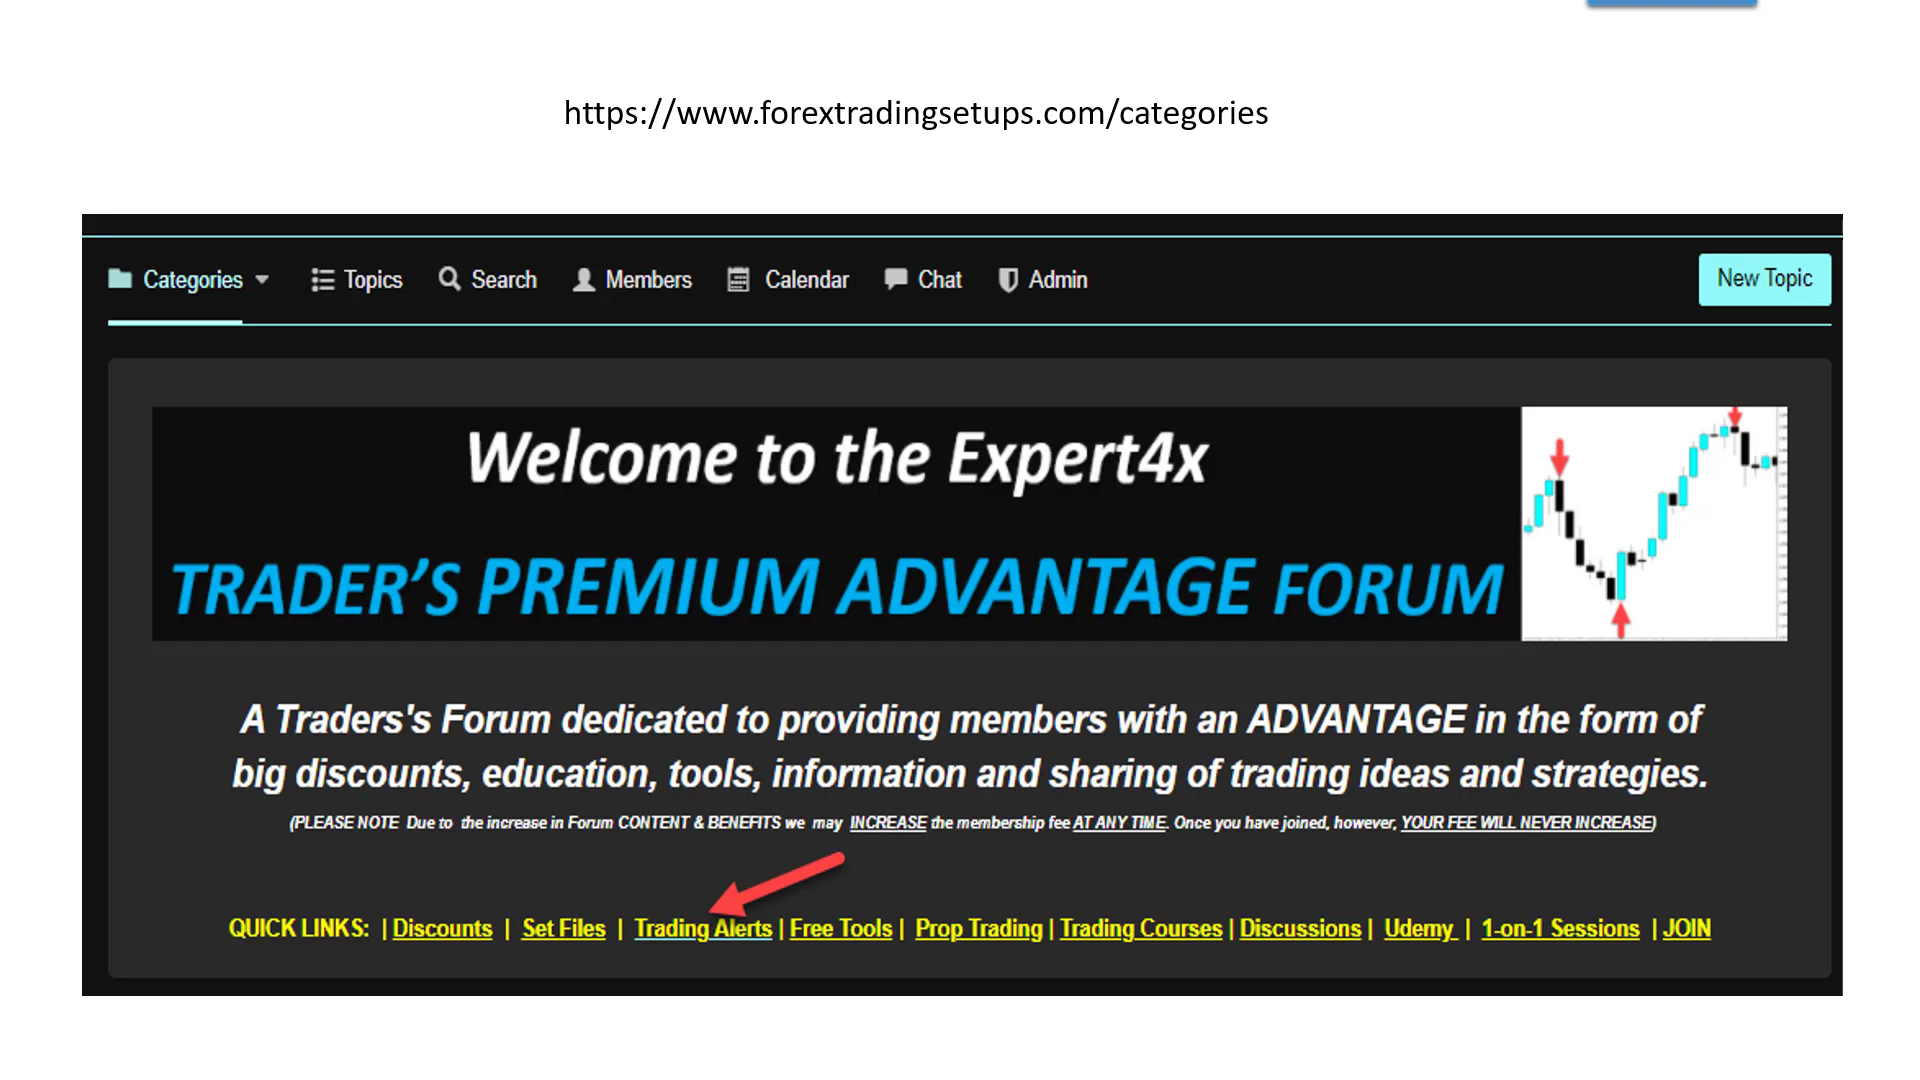 https://www.forextradingsetups.com/categories
Categories Topics Search Members Calendar Chat Admin New Topic
Welcome to the Expert4x
TRADER'S PREMIUM ADVANTAGE FORUM
A Traders's Forum dedicated to providing members with an ADVANTAGE in the form of
big discounts, education, tools, information and sharing of trading ideas and strategies.
(PLEASE NOTE Due to the increase in Forum CONTENT & BENEFITS we may INCREASE the membership fee AT ANY TIME. Once you have joined, however, YOUR FEE WILL NEVER INCREASE)
QUICK LINKS: | Discounts | Set Files | Trading Alerts | Free Tools | Prop Trading | Trading Courses | Discussions | Udemy | 1-on-1 Sessions | JOIN